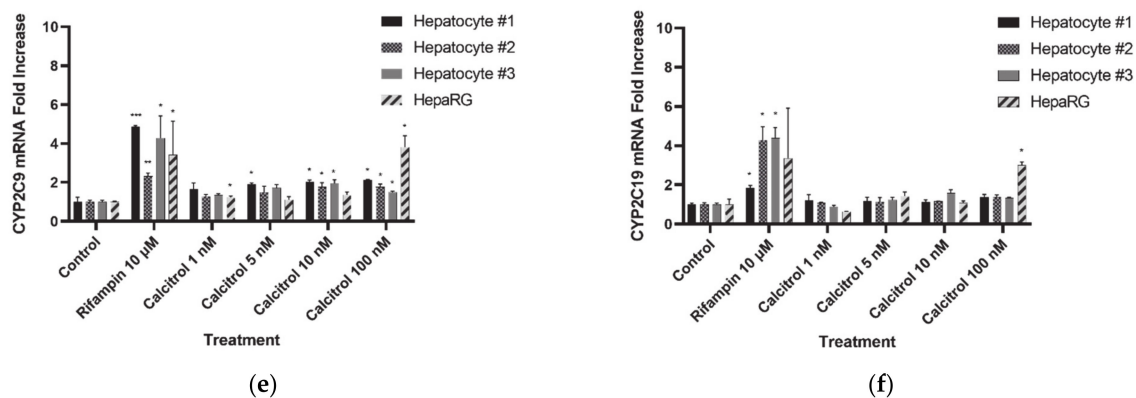 CYP2C9 mRNA Fold Increase
10
8
6
4
2
0
Hepatocyte #1
Hepatocyte #2
Hepatocyte #3
HepaRG
***
**
*
*
*
*
*
*
*
*
*
*
*
Control
Rifampin 10 µM
Calcitrol 1 nM
Calcitrol 5 nM
Calcitrol 10 nM
Calcitrol 100 nM
Treatment
(e)
CYP2C19 mRNA Fold Increase
10
8
6
4
2
0
Hepatocyte #1
Hepatocyte #2
Hepatocyte #3
HepaRG
*
*
*
*
Control
Rifampin 10 µM
Calcitrol 1 nM
Calcitrol 5 nM
Calcitrol 10 nM
Calcitrol 100 nM
Treatment
(f)